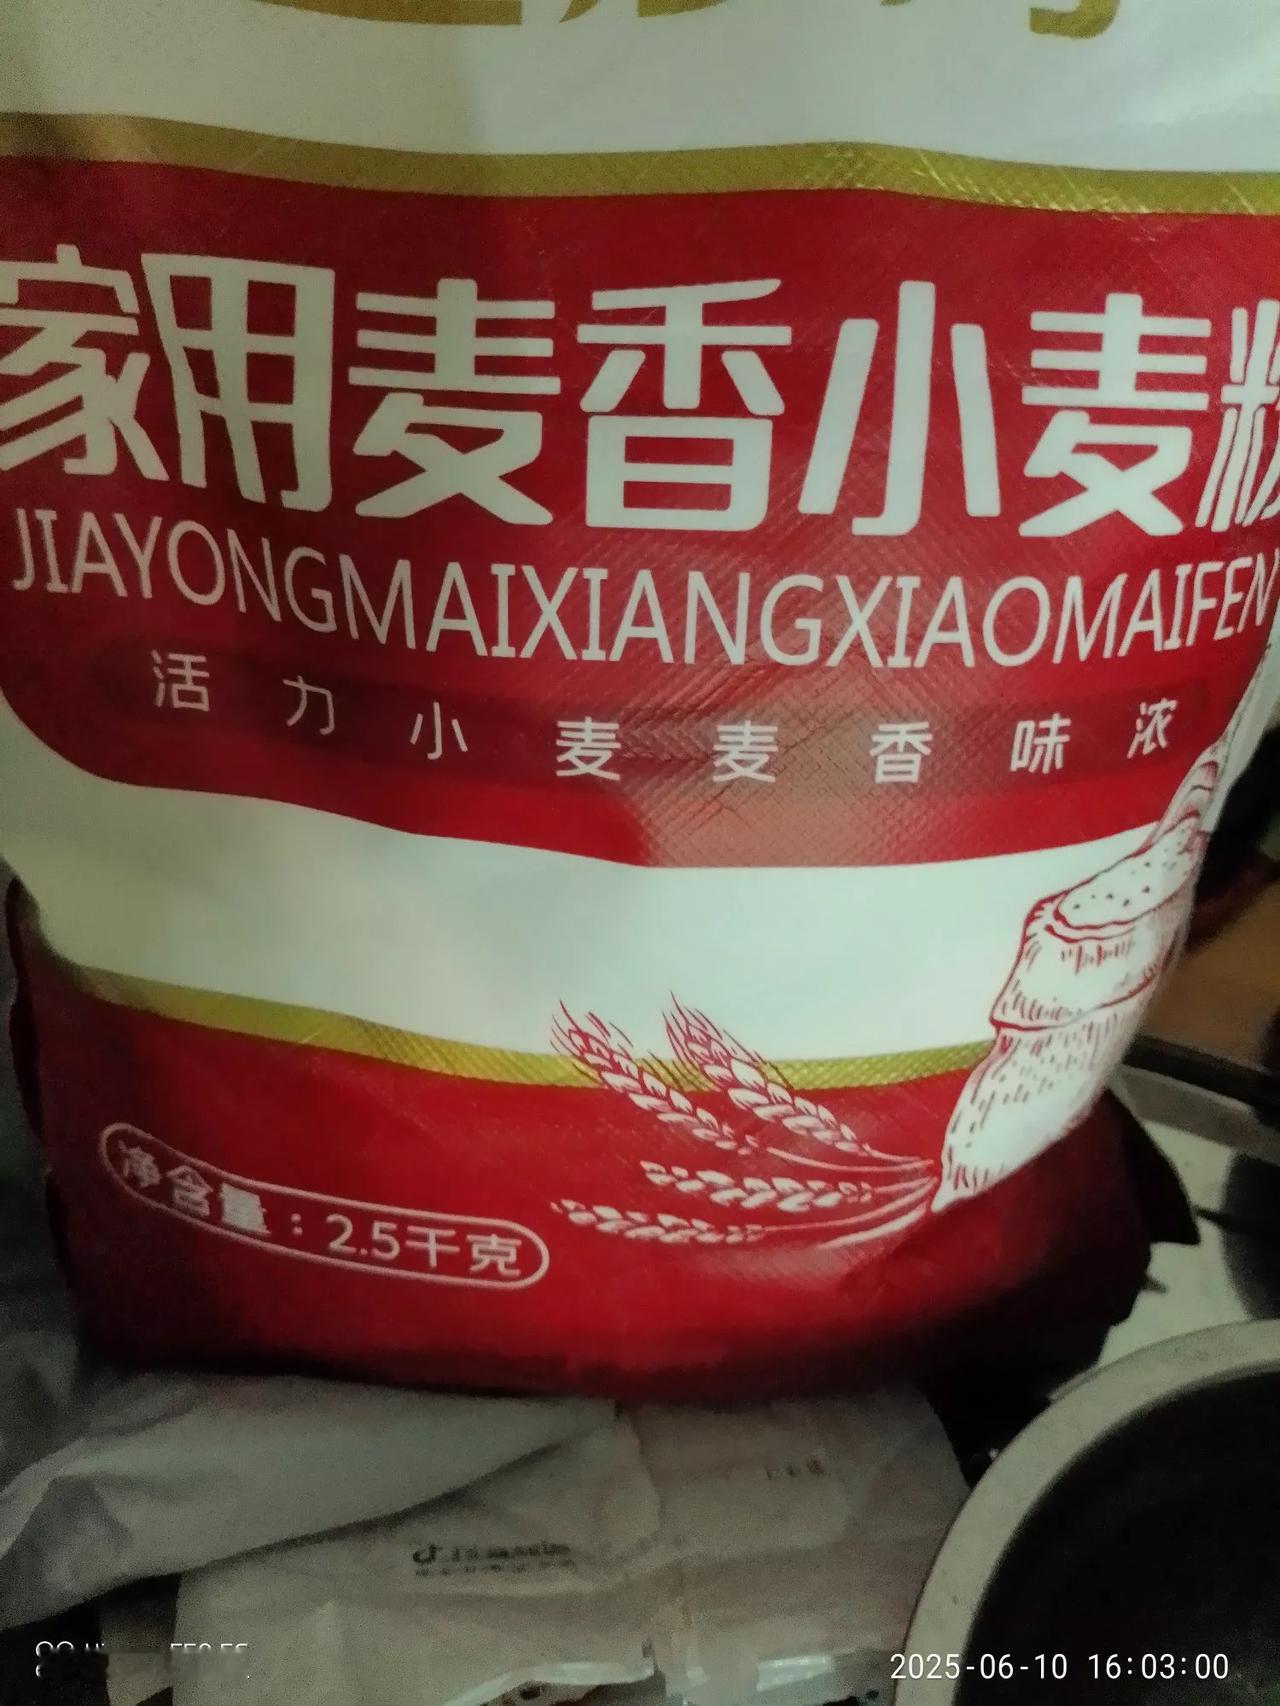 家用麦香小麦粉
JIAYONGMAIXIANGXIAOMAIFEN
活力小麦麦香味浓
净含量：2.5千克
2025-06-10 16:03:00